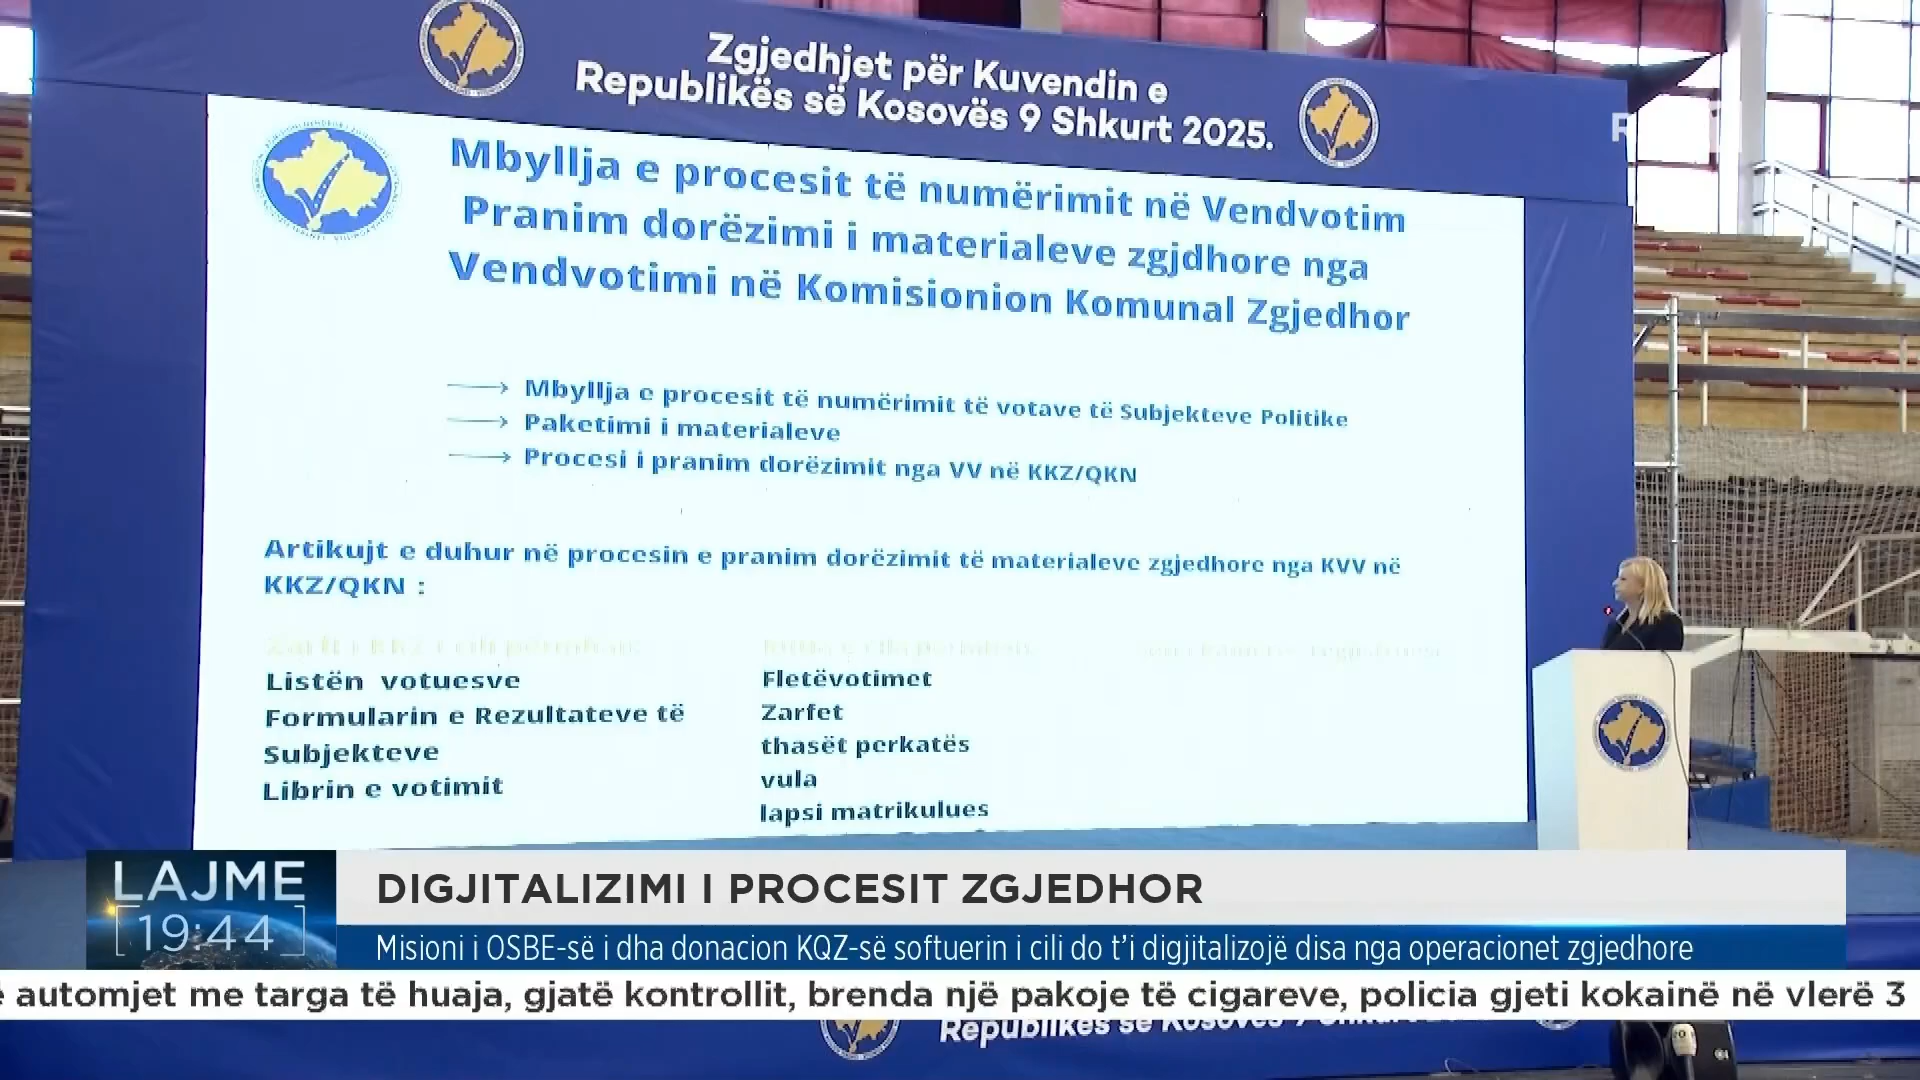 Zgjedhjet për Kuvendin e
Republikës së Kosovës 9 Shkurt 2025.
Mbyllja e procesit të numërimit në Vendvotim
Pranim dorëzimi i materialeve zgjdhore nga
Vendvotimi në Komisionion Komunal Zgjedhor
Mbyllja e procesit të numërimit të votave të Subjekteve Politike
Paketimi i materialeve
Procesi i pranim dorëzimit nga VV në KKZ/QKN
Artikujt e duhur në procesin e pranim dorëzimit të materialeve zgjedhore nga KVV në
KKZ/QKN :
Listën votuesve
Formularin e Rezultateve të
Subjekteve
Librin e votimit
Fletëvotimet
Zarfet
thasët perkatës
vula
lapsi matrikulues
LAJME
19:44
DIGJITALIZIMI I PROCESIT ZGJEDHOR
Misioni i OSBE-së i dha donacion KQZ-së softuerin i cili do t'i digjitalizojë disa nga operacionet zgjedhore
automjet me targa të huaja, gjatë kontrollit, brenda një pakoje të cigareve, policia gjeti kokainë në vlerë 3
Republikës së Kosovës 9